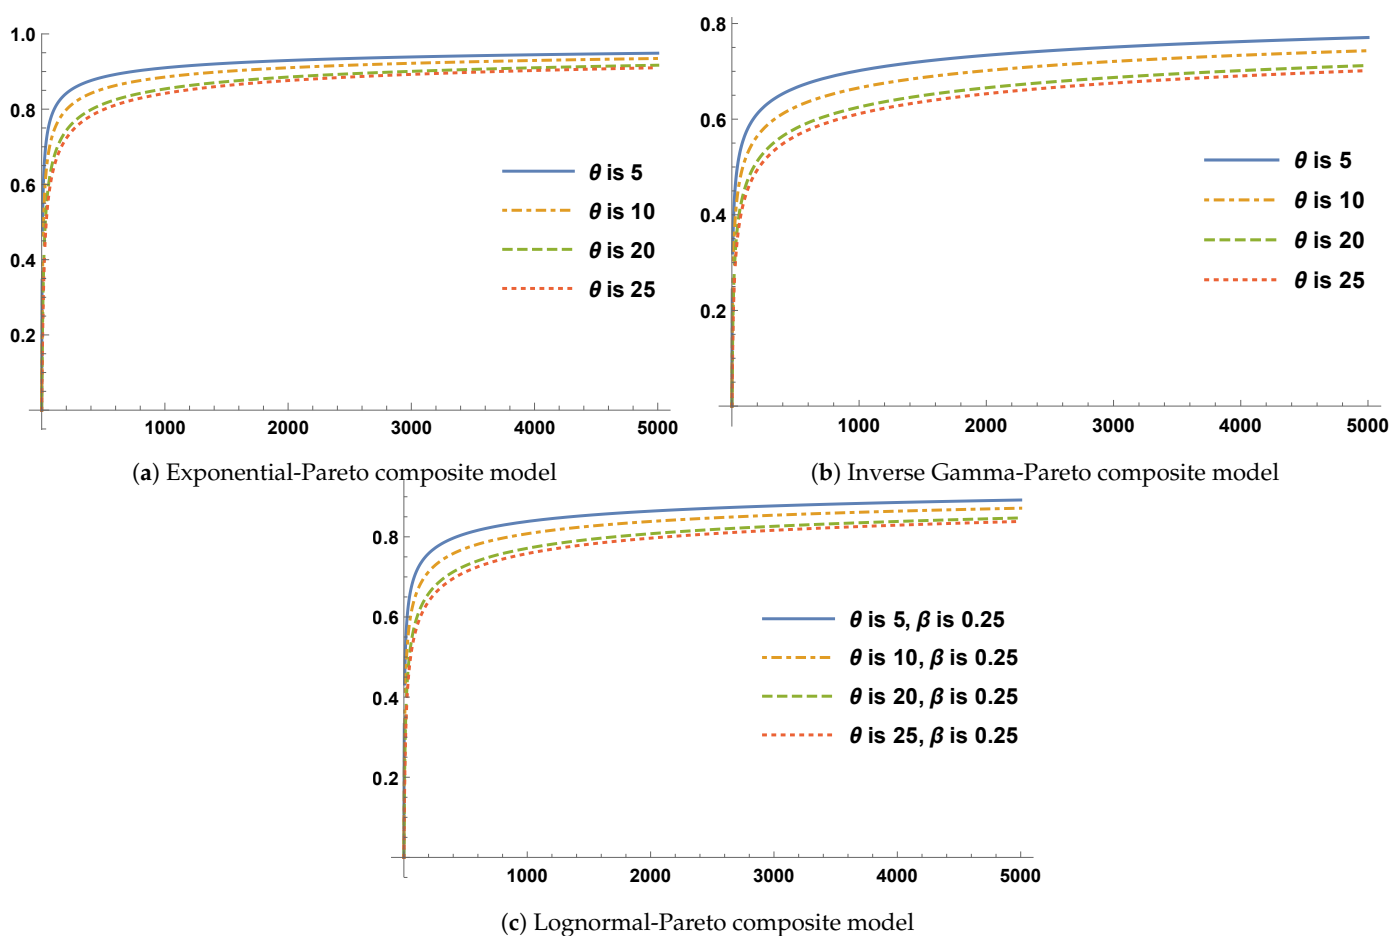 1.0
0.8
0.6
0.4
0.2
1000 2000 3000 4000 5000
θ is 5
θ is 10
θ is 20
θ is 25
(a) Exponential-Pareto composite model
0.8
0.6
0.4
0.2
1000 2000 3000 4000 5000
θ is 5
θ is 10
θ is 20
θ is 25
(b) Inverse Gamma-Pareto composite model
0.8
0.6
0.4
0.2
1000 2000 3000 4000 5000
θ is 5, β is 0.25
θ is 10, β is 0.25
θ is 20, β is 0.25
θ is 25, β is 0.25
(c) Lognormal-Pareto composite model